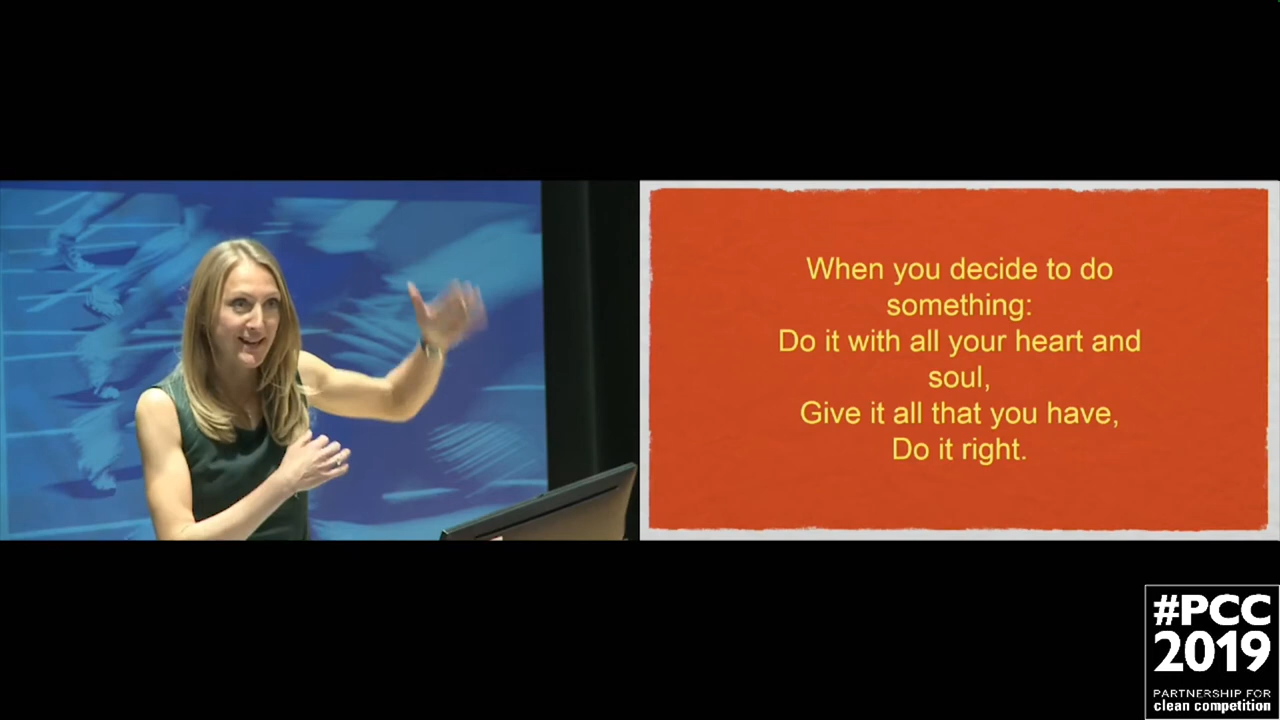 When you decide to do
something:
Do it with all your heart and
soul,
Give it all that you have,
Do it right.
#PCC
2019
PARTNERSHIP FOR
clean competition